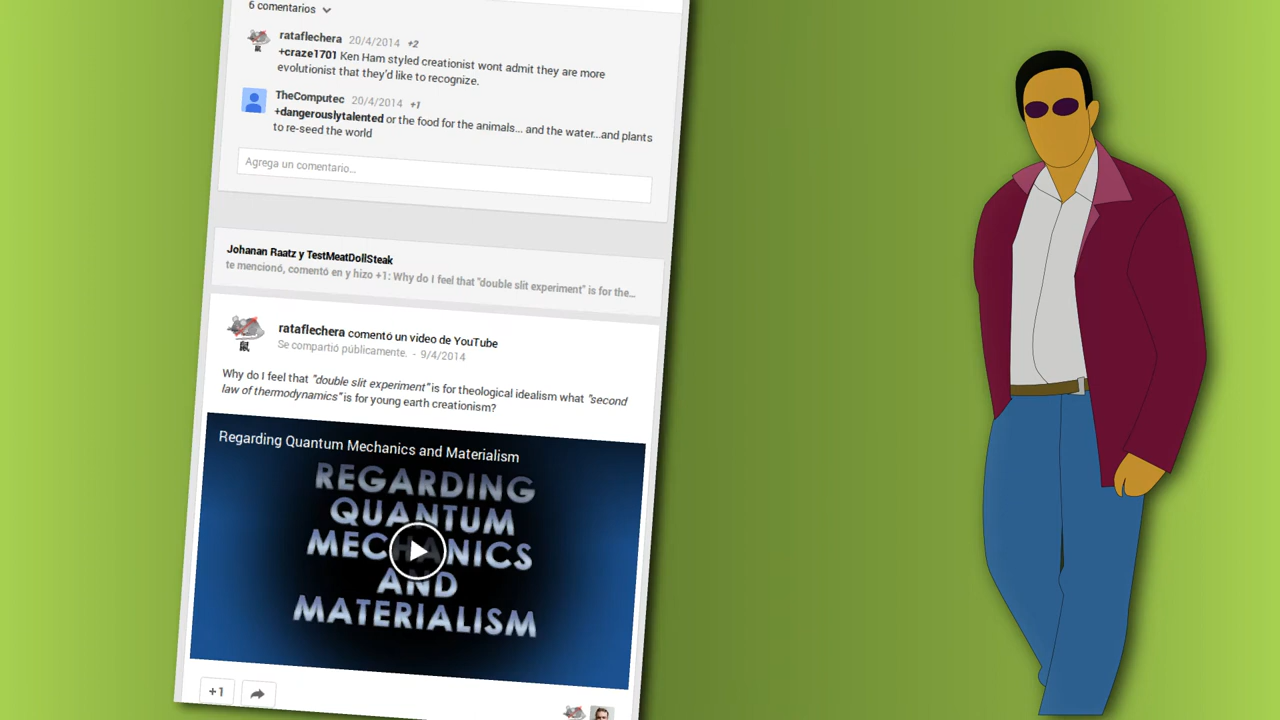 6 comentarios
rataflechera 20/4/2014 +2
+craze1701 Ken Ham styled creationist wont admit they are more
evolutionist that they'd like to recognize.
鼠
TheComputec 20/4/2014 +1
+dangerouslytalented or the food for the animals... and the water...and plants
to re-seed the world
Agrega un comentario...
Johanan Raatz y TestMeatDollSteak
te mencionó, comentó en y hizo +1: Why do I feel that "double slit experiment" is for the...
rataflechera comentó un video de YouTube
Se compartió públicamente. - 9/4/2014
鼠
Why do I feel that "double slit experiment" is for theological idealism what "second
law of thermodynamics" is for young earth creationism?
Regarding Quantum Mechanics and Materialism
REGARDING
QUANTUM
MECHANICS
AND
MATERIALISM
+1